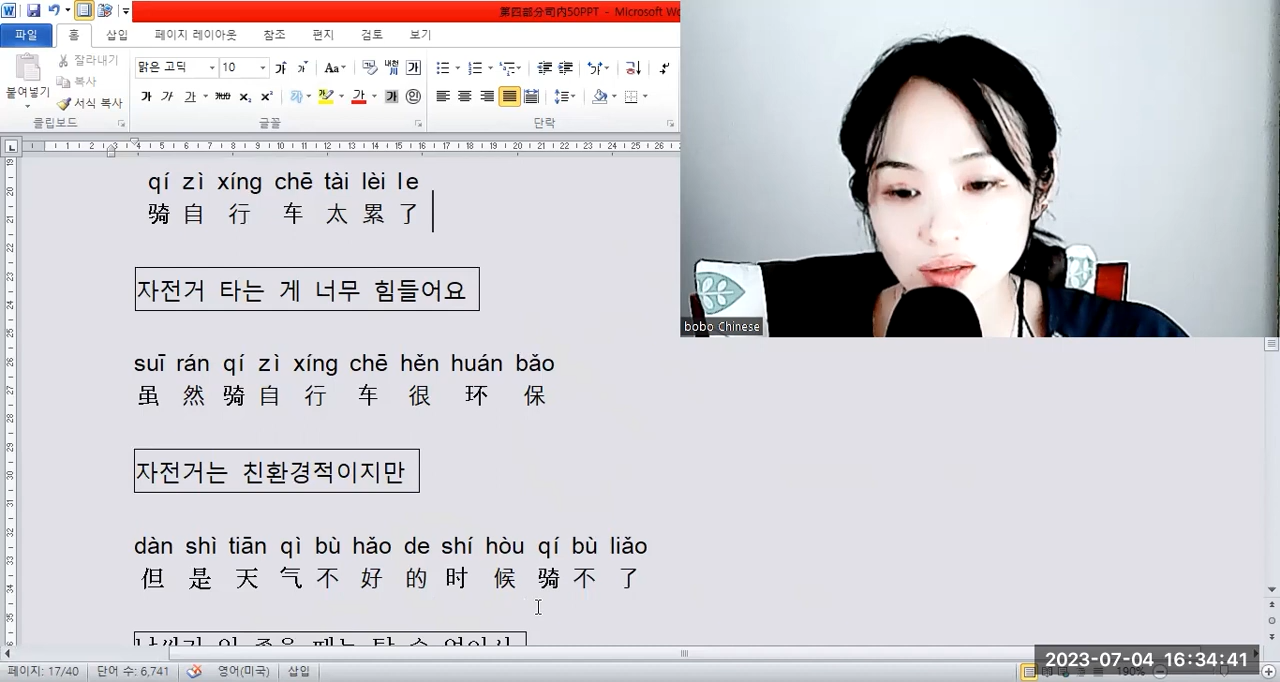 第四部分司内50PPT - Microsoft Wo
파일 홈 삽입 페이지 레이아웃 참조 편지 검토 보기
잘라내기
복사
붙여넣기
서식 복사
맑은 고딕 10
클립보드 글꼴 단락
qí zì xíng chē tài lèi le
骑自行车太累了
자전거 타는 게 너무 힘들어요
suī rán qí zì xíng chē hěn huán bǎo
虽然骑自行车很环保
자전거는 친환경적이지만
dàn shì tiān qì bù hǎo de shí hòu qí bù liǎo
但是天气不好的时候骑不了
bobo Chinese
페이지: 17/40 단어 수: 6,741 영어(미국) 삽입
190%
2023-07-04 16:34:41